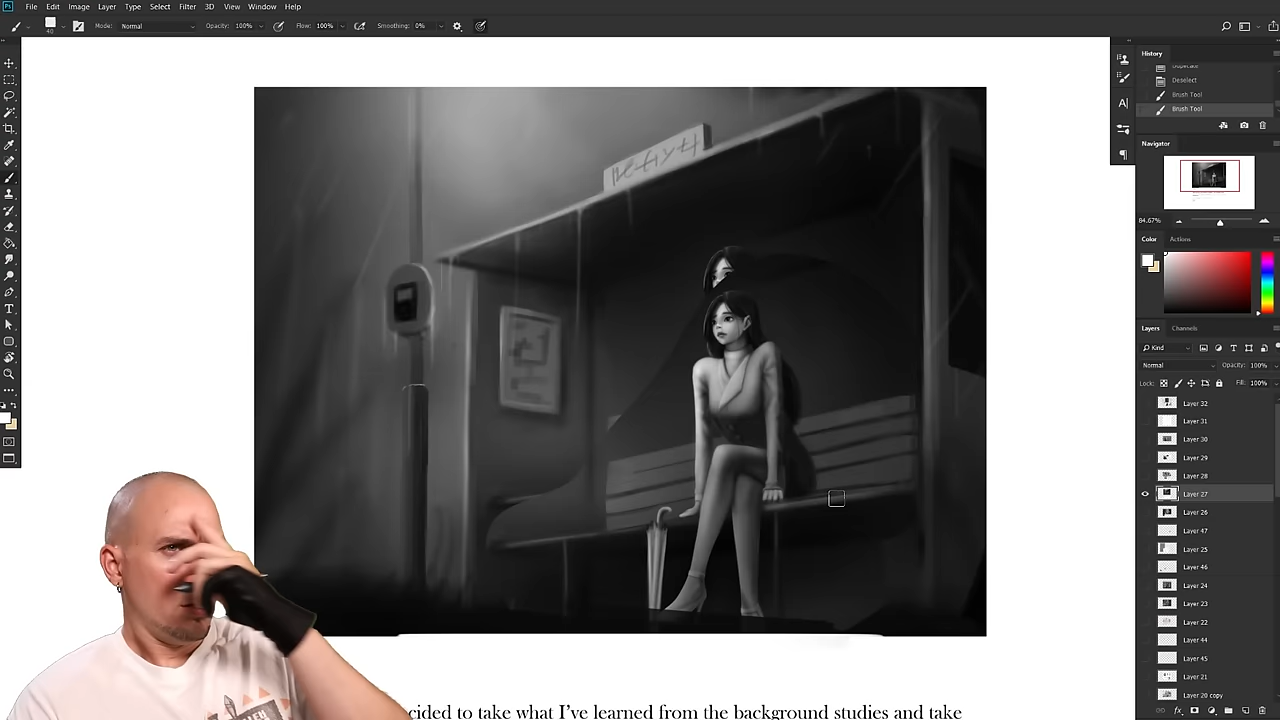 File Edit Image Layer Type Select Filter 3D View Window Help
40 Mode: Normal Opacity: 100% Flow: 100% Smoothing: 0%
History
Duplicate
Deselect
Brush Tool
Brush Tool
Navigator
84.67%
Color Actions
Layers Channels
Kind
Normal Opacity: 100%
Lock: Fill: 100%
Layer 32
Layer 31
Layer 30
Layer 29
Layer 28
Layer 27
Layer 26
Layer 47
Layer 25
Layer 46
Layer 24
Layer 23
Layer 22
Layer 44
Layer 45
Layer 21
Layer 20 copy
cided to take what I've learned from the background studies and take